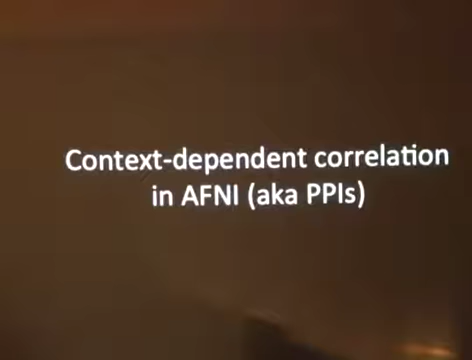 Context-dependent correlation
in AFNI (aka PPIs)